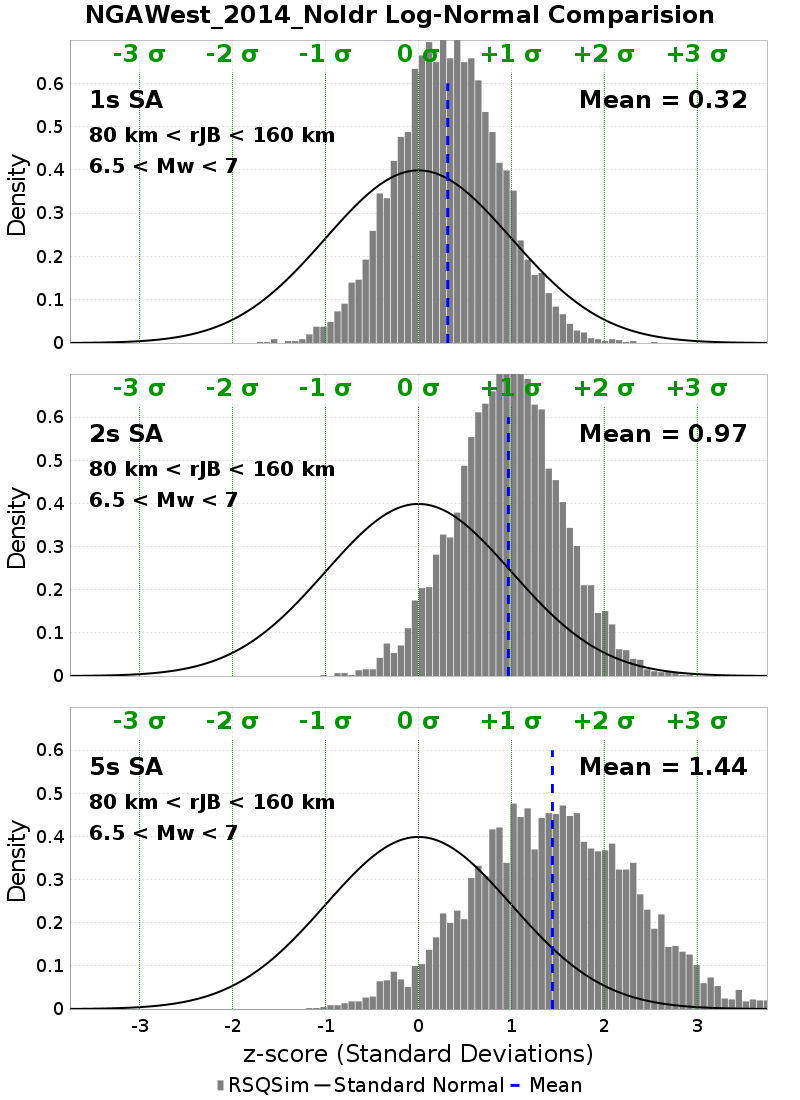 NGAWest_2014_NoIdr Log-Normal Comparision
-3 σ -2 σ -1 σ 0 σ +1 σ +2 σ +3 σ
0.6
1s SA Mean = 0.32
0.5
80 km < rJB < 160 km
0.4
6.5 < Mw < 7
0.3
0.2
0.1
0
Density
-3 σ -2 σ -1 σ 0 σ +1 σ +2 σ +3 σ
0.6
2s SA Mean = 0.97
0.5
80 km < rJB < 160 km
0.4
6.5 < Mw < 7
0.3
0.2
0.1
0
Density
-3 σ -2 σ -1 σ 0 σ +1 σ +2 σ +3 σ
0.6
5s SA Mean = 1.44
0.5
80 km < rJB < 160 km
0.4
6.5 < Mw < 7
0.3
0.2
0.1
0
Density
-3 -2 -1 0 1 2 3
z-score (Standard Deviations)
RSQSim Standard Normal Mean